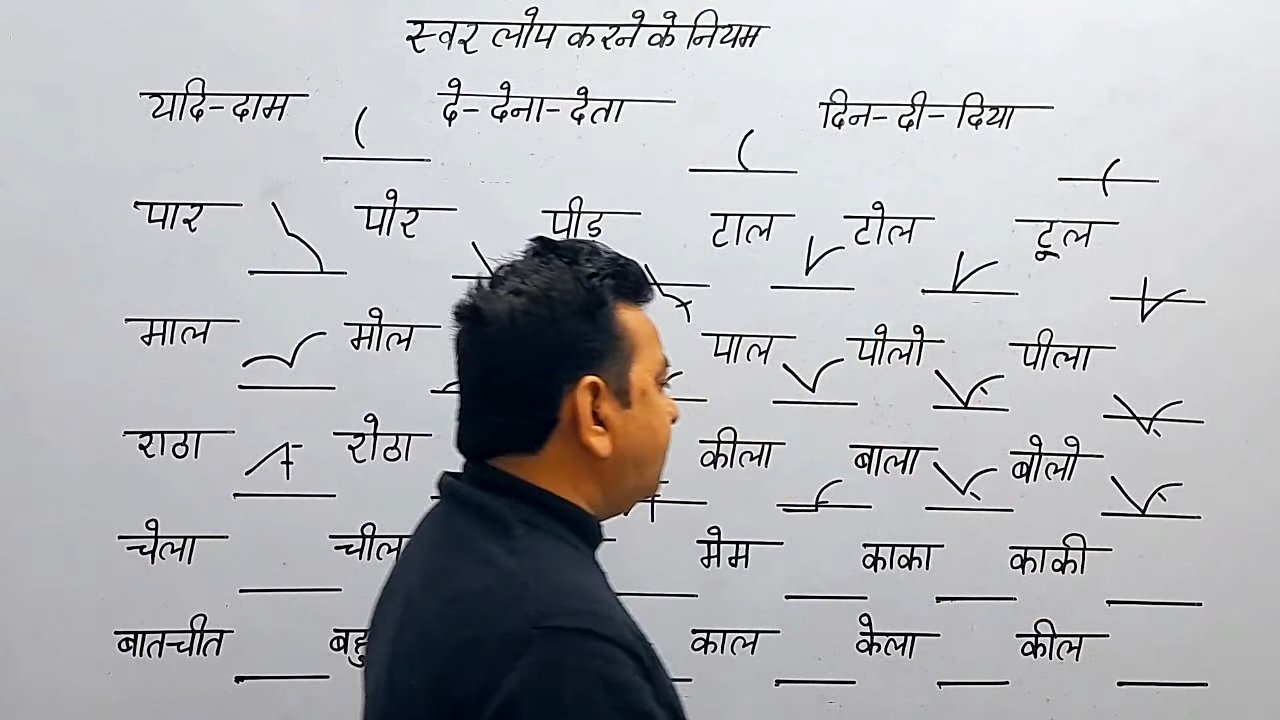 स्वर लोप करने के नियम
यदि-दाम दे-देना-देता दिन-दी-दिया
पार पोर पीड टाल टोल टूल
माल मोल पाल पोलो पीला
राठा रोठा कीला बाला बोलो
चेला चील मेम काका काकी
बातचीत काल केला कील